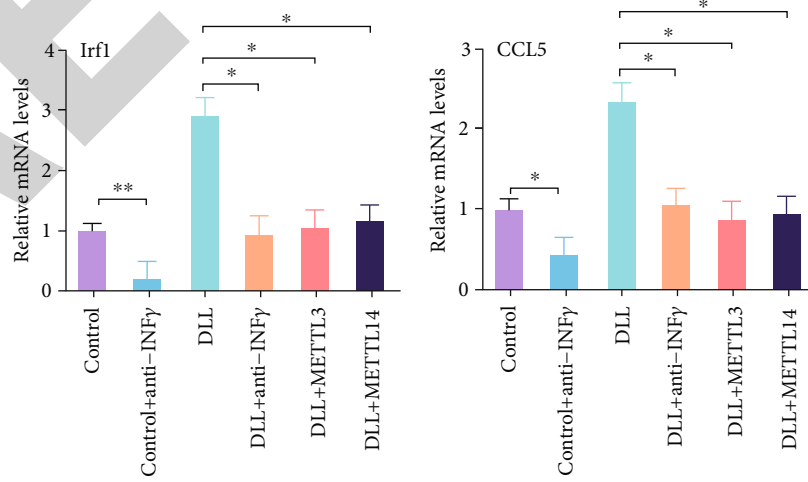 Irf1
Relative mRNA levels
4
3
2
1
0
**
*
*
*
Control
Control+anti−INFγ
DLL
DLL+anti−INFγ
DLL+METTL3
DLL+METTL14
CCL5
Relative mRNA levels
3
2
1
0
*
*
*
*
Control
Control+anti−INFγ
DLL
DLL+anti−INFγ
DLL+METTL3
DLL+METTL14